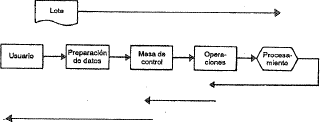 Lote
Usuario
Preparación
de datos
Mesa de
control
Opera-
ciones
Procesa-
miento